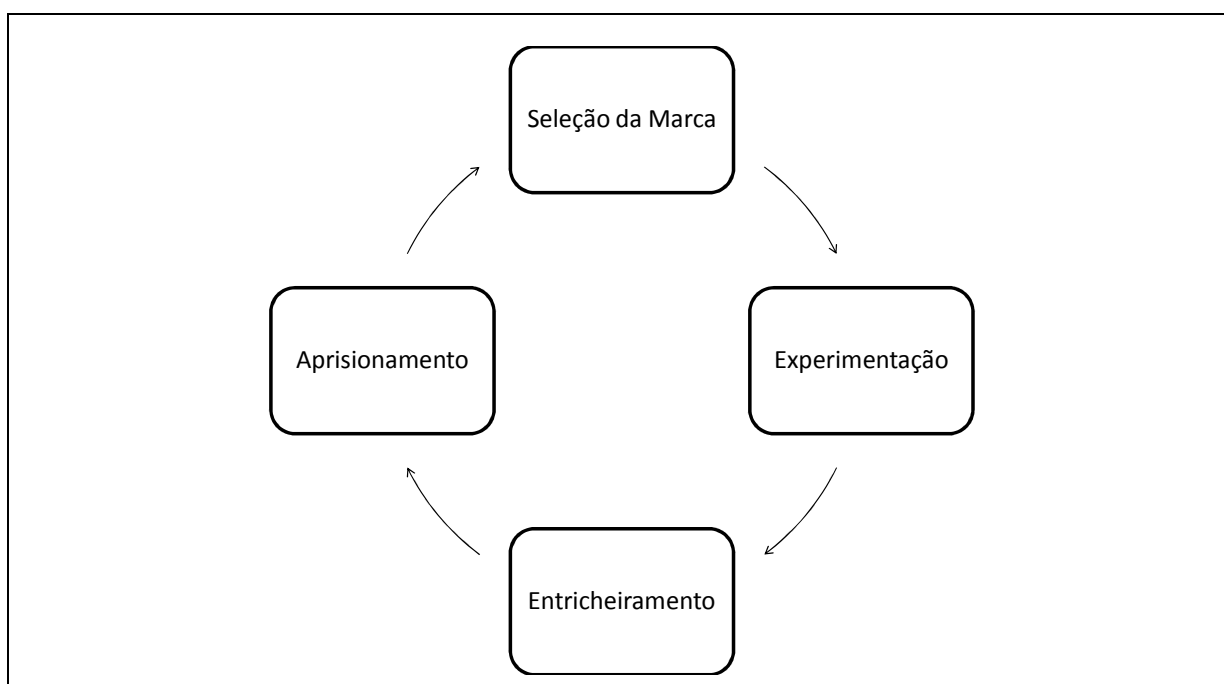 Seleção da Marca
Experimentação
Entricheiramento
Aprisionamento